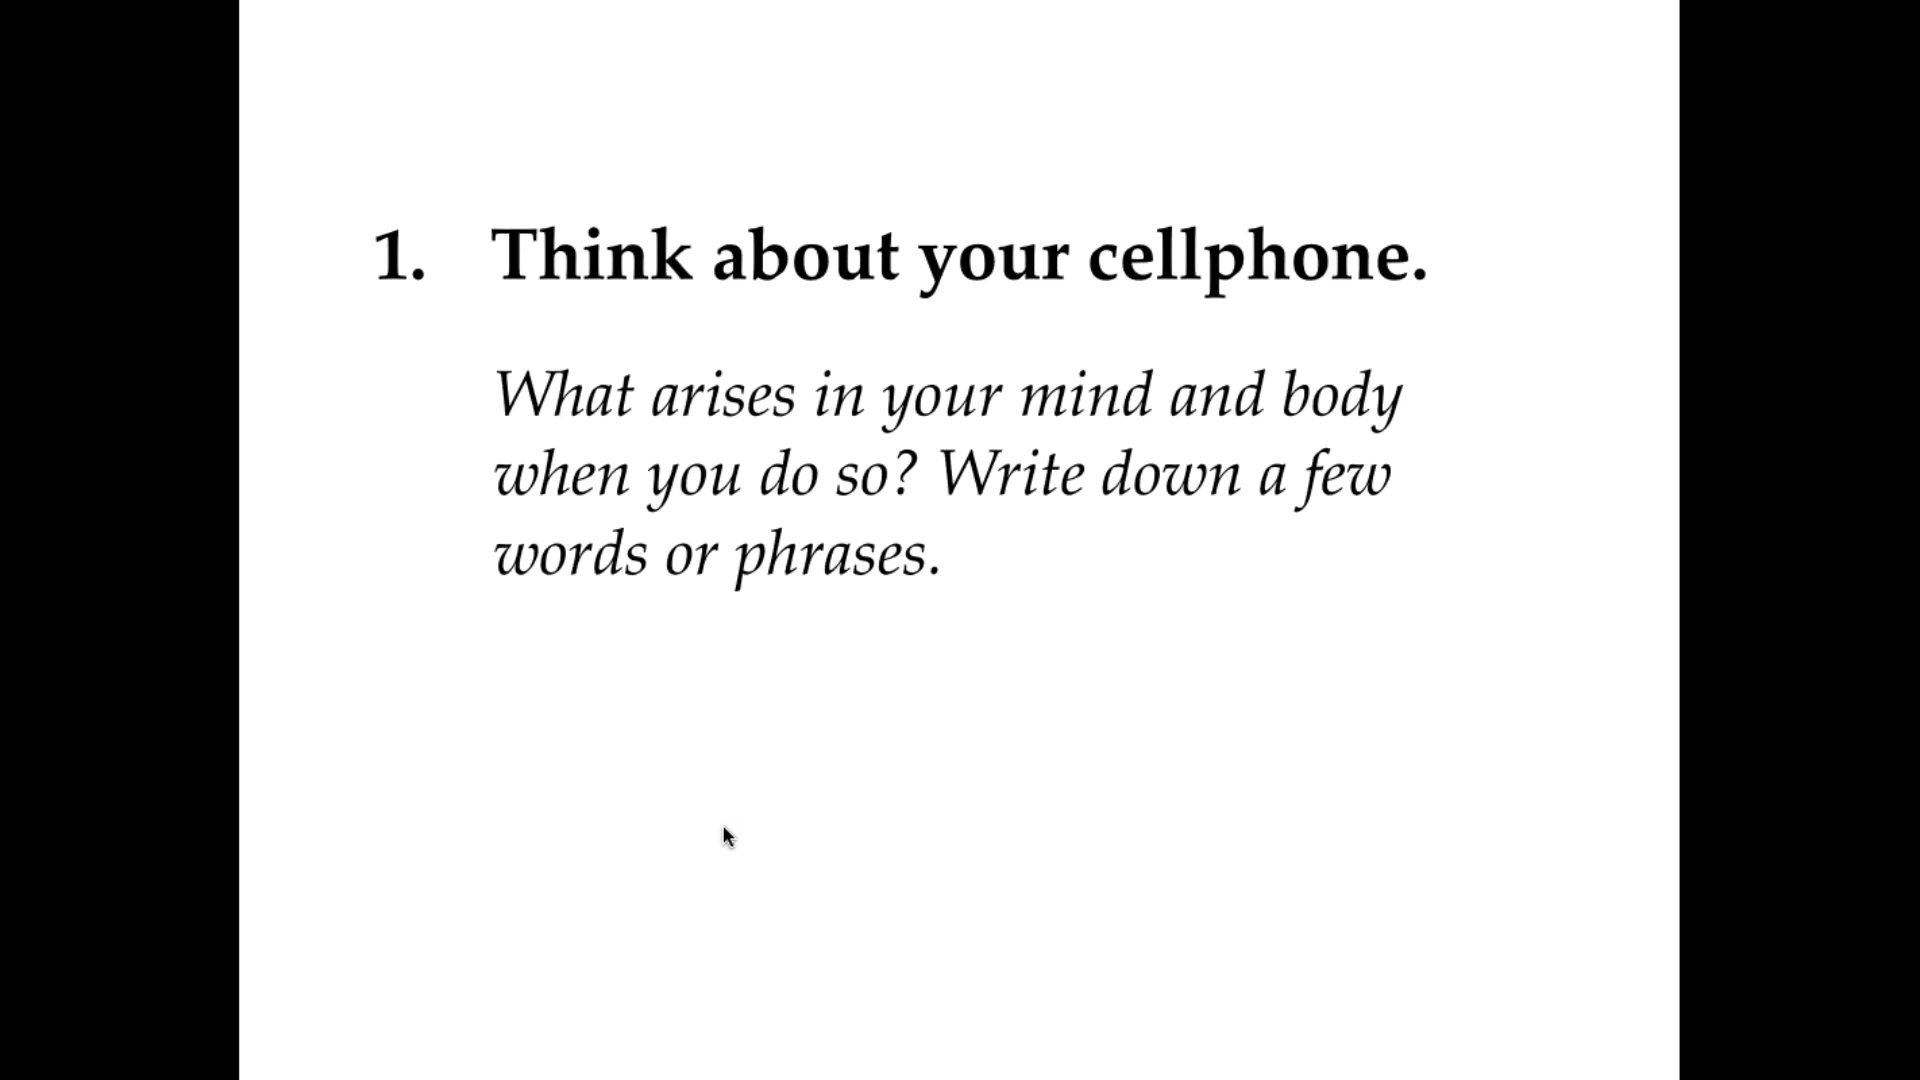 1. Think about your cellphone.
What arises in your mind and body
when you do so? Write down a few
words or phrases.